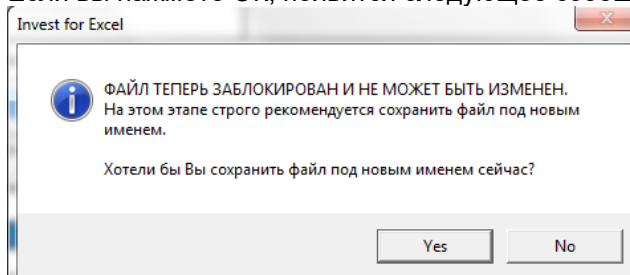 Invest for Excel
ФАЙЛ ТЕПЕРЬ ЗАБЛОКИРОВАН И НЕ МОЖЕТ БЫТЬ ИЗМЕНЕН.
На этом этапе строго рекомендуется сохранить файл под новым
именем.
Хотели бы Вы сохранить файл под новым именем сейчас?
Yes
No